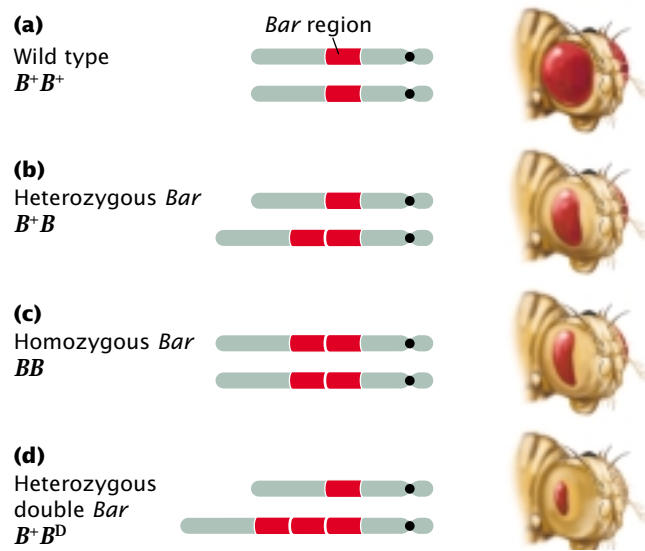 (a)
Bar region
Wild type
B⁺B⁺
(b)
Heterozygous Bar
B⁺B
(c)
Homozygous Bar
BB
(d)
Heterozygous
double Bar
B⁺Bᴰ